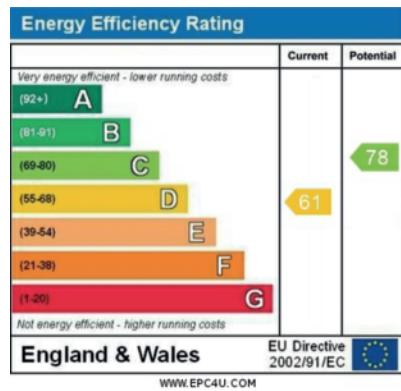 Energy Efficiency Rating
Current Potential
Very energy efficient - lower running costs
(92+) A
(81-91) B
(69-80) C
78
(55-68) D
61
(39-54) E
(21-38) F
(1-20) G
Not energy efficient - higher running costs
England & Wales
EU Directive
2002/91/EC
WWW.EPC4U.COM